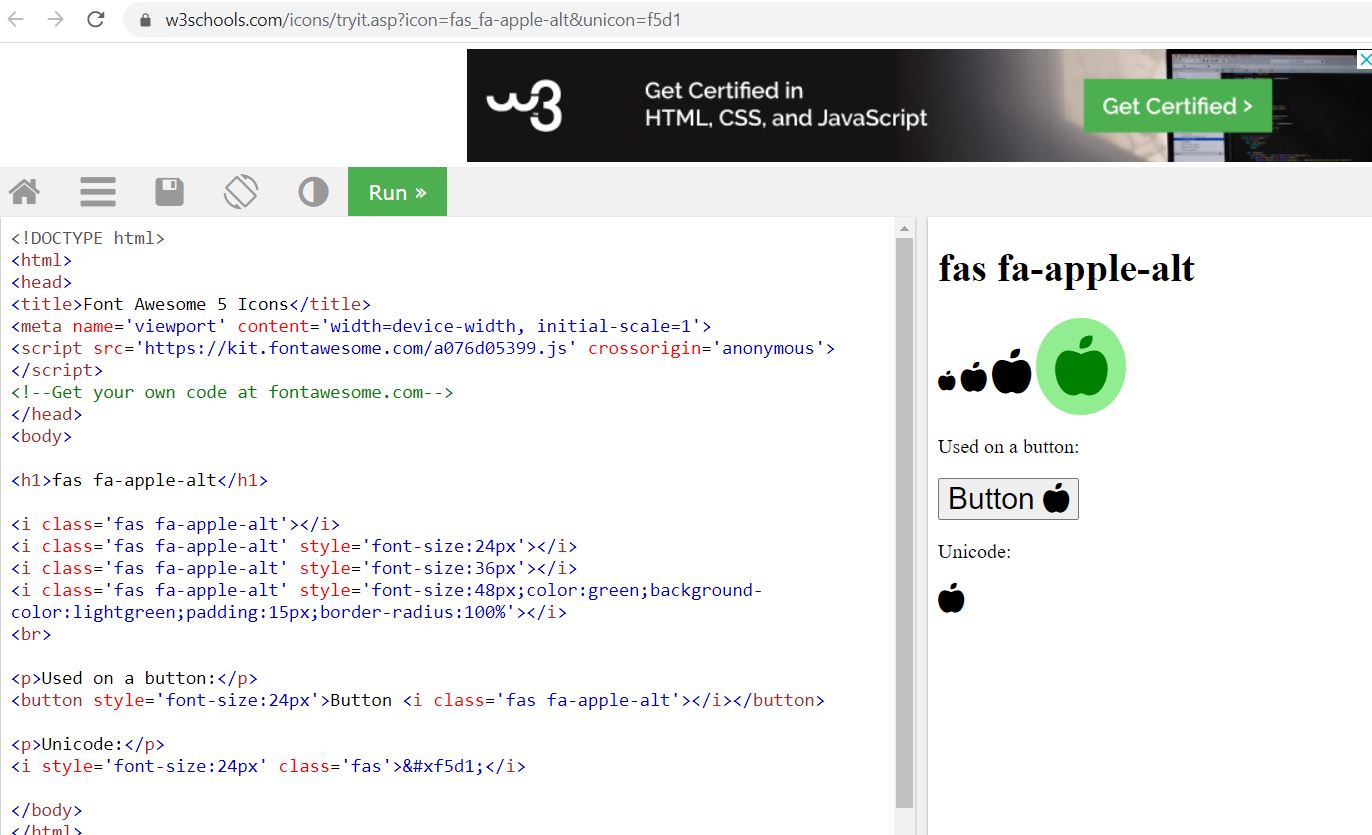 w3schools.com/icons/tryit.asp?icon=fas_fa-apple-alt&unicon=f5d1
w3
Get Certified in
HTML, CSS, and JavaScript
Get Certified >
Run »
<!DOCTYPE html>
<html>
<head>
<title>Font Awesome 5 Icons</title>
<meta name='viewport' content='width=device-width, initial-scale=1'>
<script src='https://kit.fontawesome.com/a076d05399.js' crossorigin='anonymous'>
</script>
<!--Get your own code at fontawesome.com-->
</head>
<body>
<h1>fas fa-apple-alt</h1>
<i class='fas fa-apple-alt'></i>
<i class='fas fa-apple-alt' style='font-size:24px'></i>
<i class='fas fa-apple-alt' style='font-size:36px'></i>
<i class='fas fa-apple-alt' style='font-size:48px;color:green;background-
color:lightgreen;padding:15px;border-radius:100%'></i>
<br>
<p>Used on a button:</p>
<button style='font-size:24px'>Button <i class='fas fa-apple-alt'></i></button>
<p>Unicode:</p>
<i style='font-size:24px' class='fas'>&#xf5d1;</i>
</body>
</html>
fas fa-apple-alt
Used on a button:
Button
Unicode: